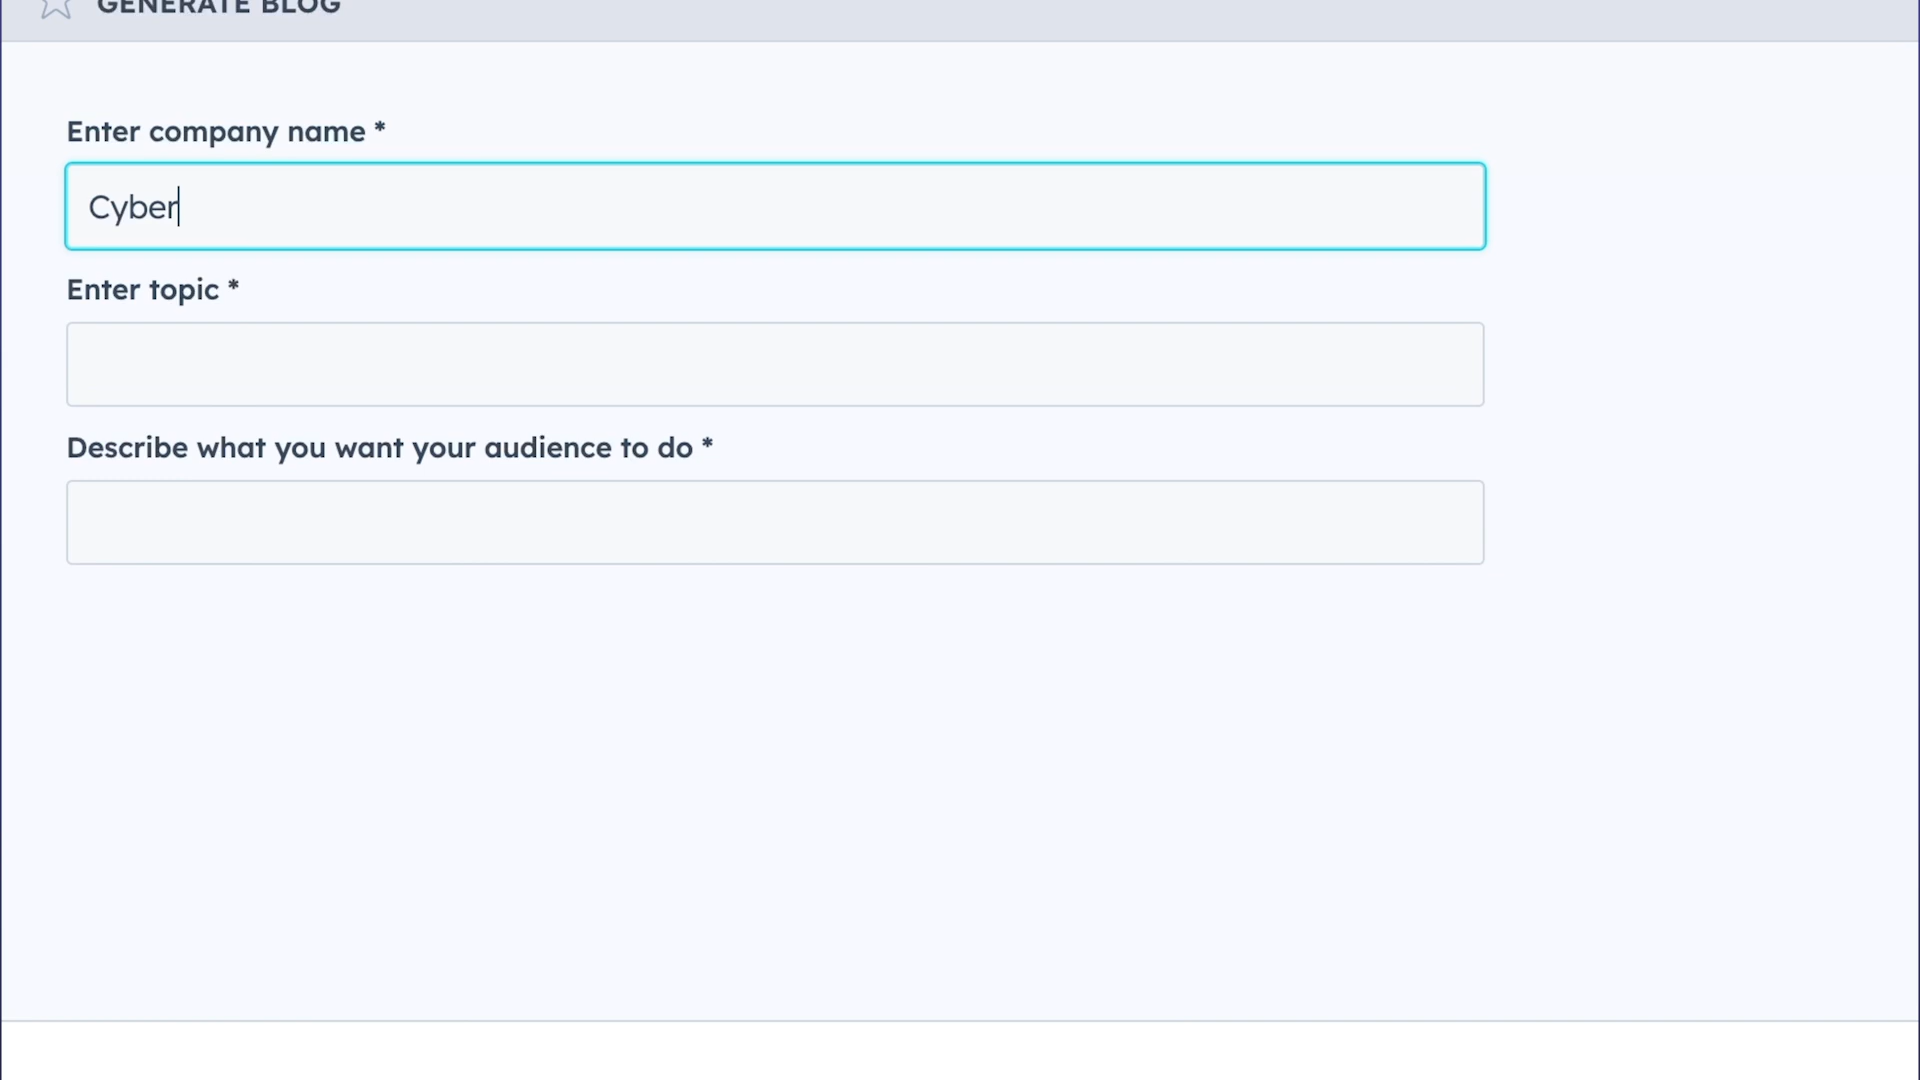 GENERATE BLOG
Enter company name *
Cyber
Enter topic *
Describe what you want your audience to do *